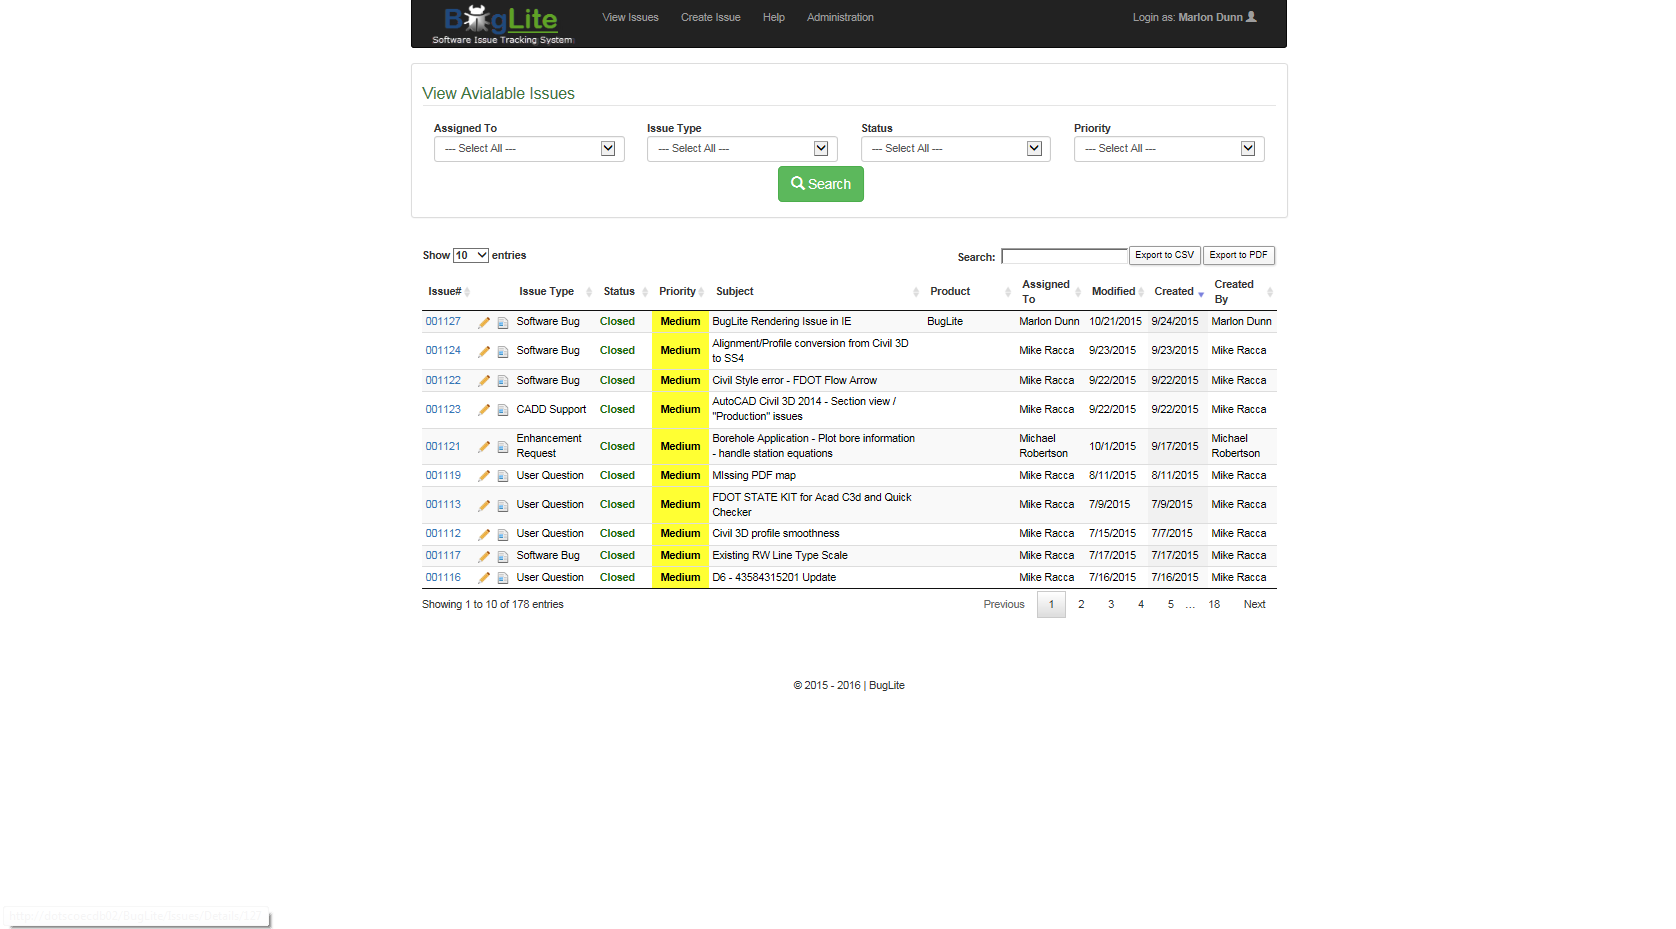 BugLite
Software Issue Tracking System
View Issues Create Issue Help Administration Login as: Marlon Dunn
View Avialable Issues
Assigned To Issue Type Status Priority
--- Select All --- --- Select All --- --- Select All --- --- Select All ---
Search
Show 10 entries Search: Export to CSV Export to PDF
Issue# Issue Type Status Priority Subject Product Assigned To Modified Created Created By
001127 Software Bug Closed Medium BugLite Rendering Issue in IE BugLite Marlon Dunn 10/21/2015 9/24/2015 Marlon Dunn
001124 Software Bug Closed Medium Alignment/Profile conversion from Civil 3D to SS4 Mike Racca 9/23/2015 9/23/2015 Mike Racca
001122 Software Bug Closed Medium Civil Style error - FDOT Flow Arrow Mike Racca 9/22/2015 9/22/2015 Mike Racca
001123 CADD Support Closed Medium AutoCAD Civil 3D 2014 - Section view / "Production" issues Mike Racca 9/22/2015 9/22/2015 Mike Racca
001121 Enhancement Request Closed Medium Borehole Application - Plot bore information - handle station equations Michael Robertson 10/1/2015 9/17/2015 Michael Robertson
001119 User Question Closed Medium MIssing PDF map Mike Racca 8/11/2015 8/11/2015 Mike Racca
001113 User Question Closed Medium FDOT STATE KIT for Acad C3d and Quick Checker Mike Racca 7/9/2015 7/9/2015 Mike Racca
001112 User Question Closed Medium Civil 3D profile smoothness Mike Racca 7/15/2015 7/7/2015 Mike Racca
001117 Software Bug Closed Medium Existing RW Line Type Scale Mike Racca 7/17/2015 7/17/2015 Mike Racca
001116 User Question Closed Medium D6 - 43584315201 Update Mike Racca 7/16/2015 7/16/2015 Mike Racca
Showing 1 to 10 of 178 entries Previous 1 2 3 4 5 ... 18 Next
© 2015 - 2016 | BugLite